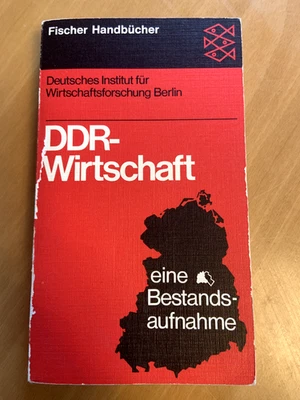 Fischer Handbücher
Deutsches Institut für
Wirtschaftsforschung Berlin
DDR-
Wirtschaft
eine
Bestands-
aufnahme